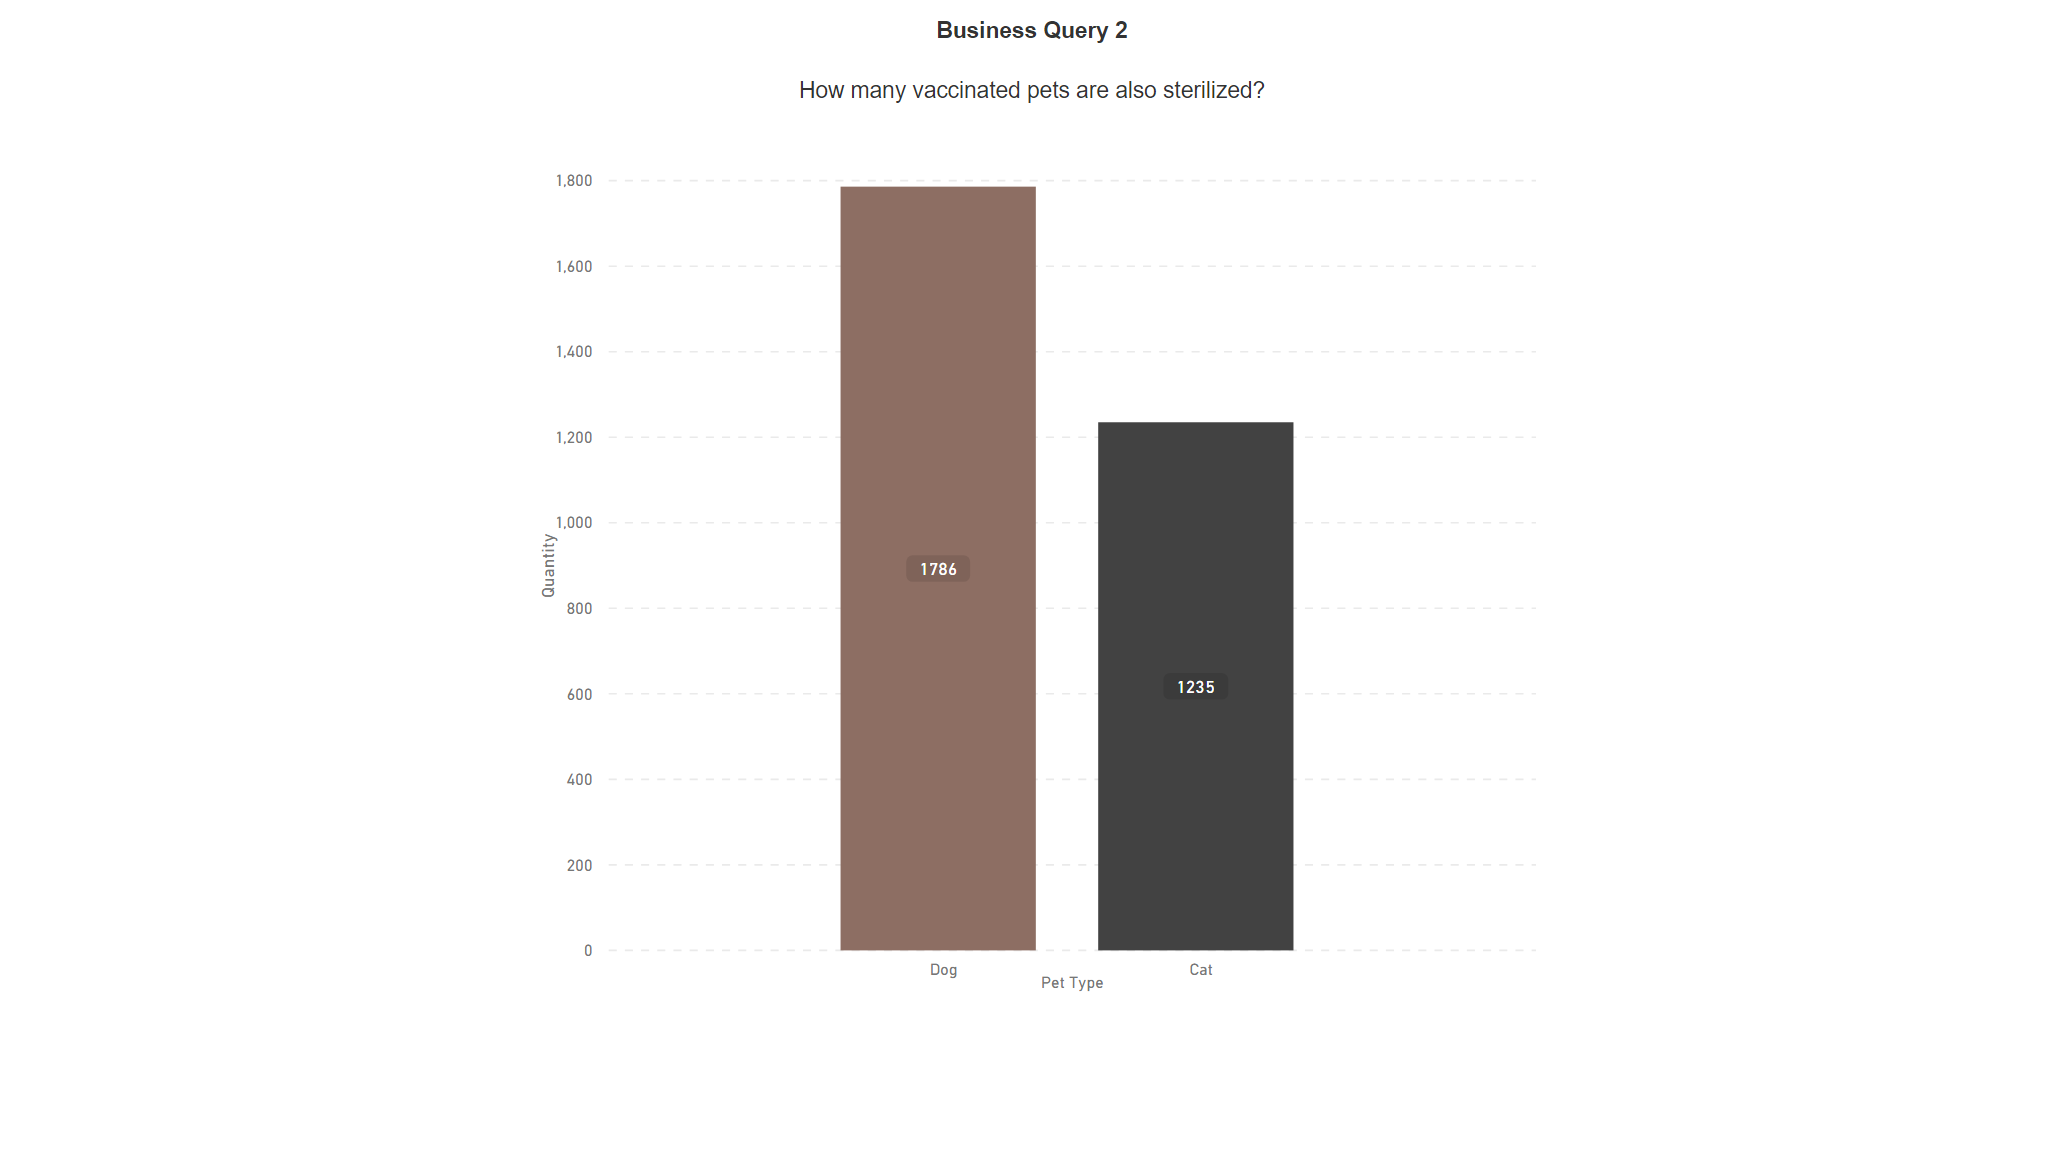 Business Query 2
How many vaccinated pets are also sterilized?
1,800
1,600
1,400
1,200
1,000
800
600
400
200
0
Quantity
1786
1235
Dog
Cat
Pet Type